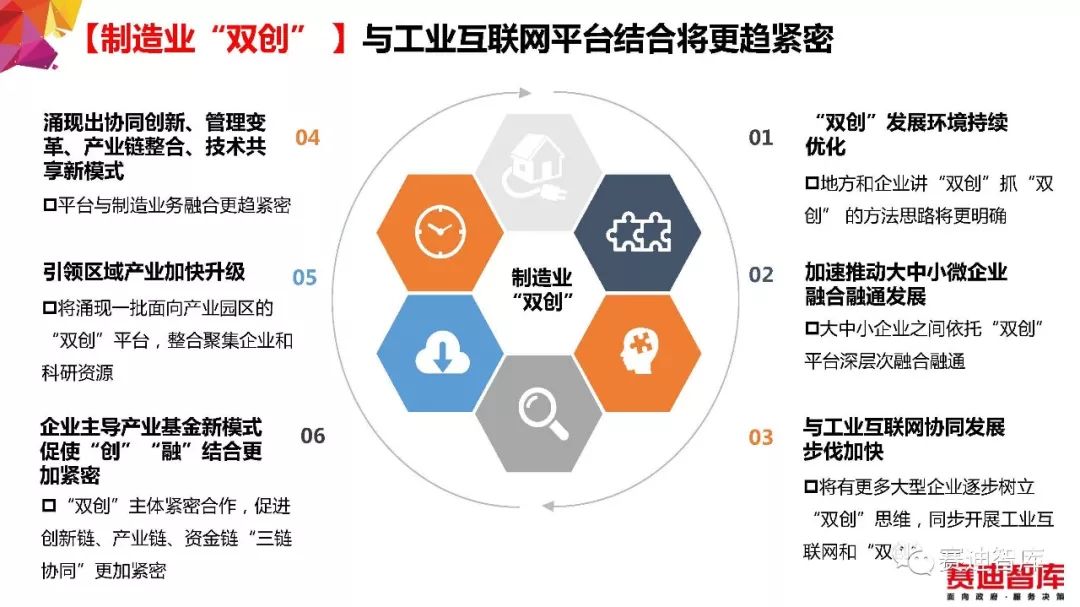 【制造业“双创” 】与工业互联网平台结合将更趋紧密
涌现出协同创新、管理变
革、产业链整合、技术共
享新模式
04
平台与制造业务融合更趋紧密
引领区域产业加快升级
05
将涌现一批面向产业园区的
“双创”平台，整合聚集企业和
科研资源
企业主导产业基金新模式
促使“创”“融”结合更
加紧密
06
“双创”主体紧密合作，促进
创新链、产业链、资金链“三链
协同”更加紧密
制造业
“双创”
01
“双创”发展环境持续
优化
地方和企业讲“双创”抓“双
创” 的方法思路将更明确
02
加速推动大中小微企业
融合融通发展
大中小企业之间依托“双创”
平台深层次融合融通
03
与工业互联网协同发展
步伐加快
将有更多大型企业逐步树立
“双创”思维，同步开展工业互
联网和“双
赛迪智库
赛迪智库
面向政府·服务决策